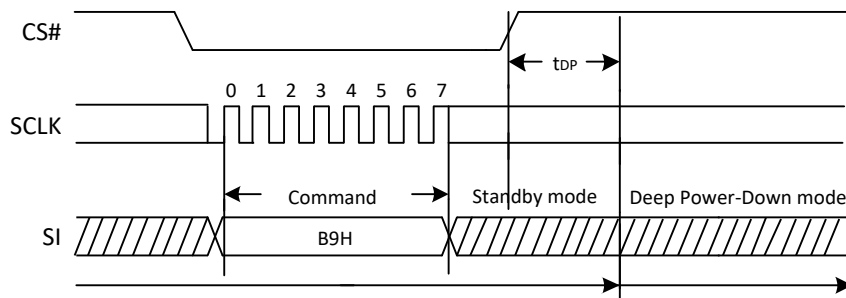 CS#
tDP
0 1 2 3 4 5 6 7
SCLK
Command Standby mode Deep Power-Down mode
SI B9H